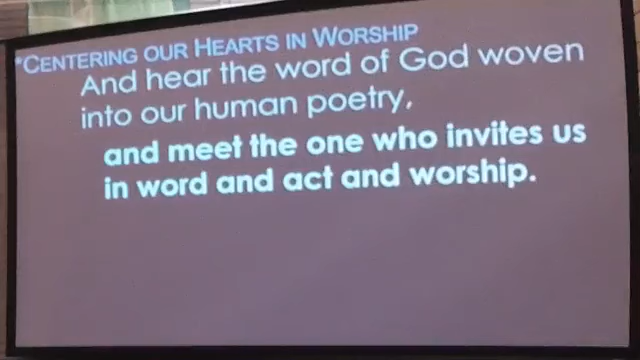 *CENTERING OUR HEARTS IN WORSHIP
And hear the word of God woven
into our human poetry,
and meet the one who invites us
in word and act and worship.